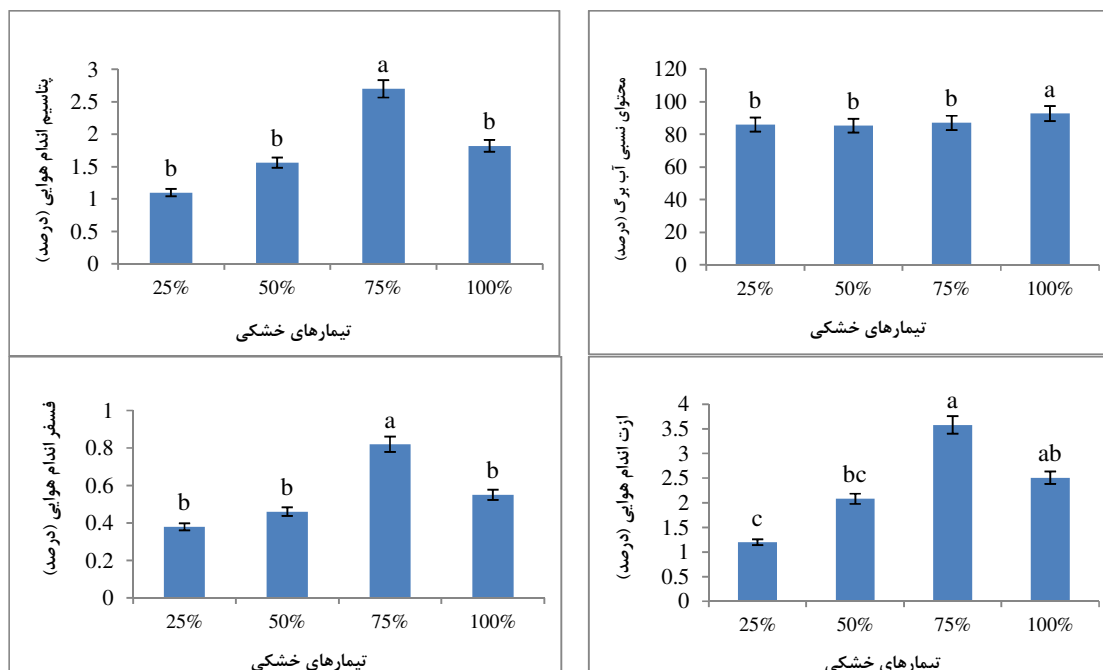 پتاسیم اندام هوایی (درصد)
3
2.5
2
1.5
1
0.5
0
b
b
a
b
25%
50%
75%
100%
تیمارهای خشکی
محتوای نسبی آب برگ (درصد)
120
100
80
60
40
20
0
b
b
b
a
25%
50%
75%
100%
تیمارهای خشکی
فسفر اندام هوایی (درصد)
1
0.8
0.6
0.4
0.2
0
b
b
a
b
25%
50%
75%
100%
تیمارهای خشکی
ازت اندام هوایی (درصد)
4
3.5
3
2.5
2
1.5
1
0.5
0
c
bc
a
ab
25%
50%
75%
100%
تیمارهای خشکی